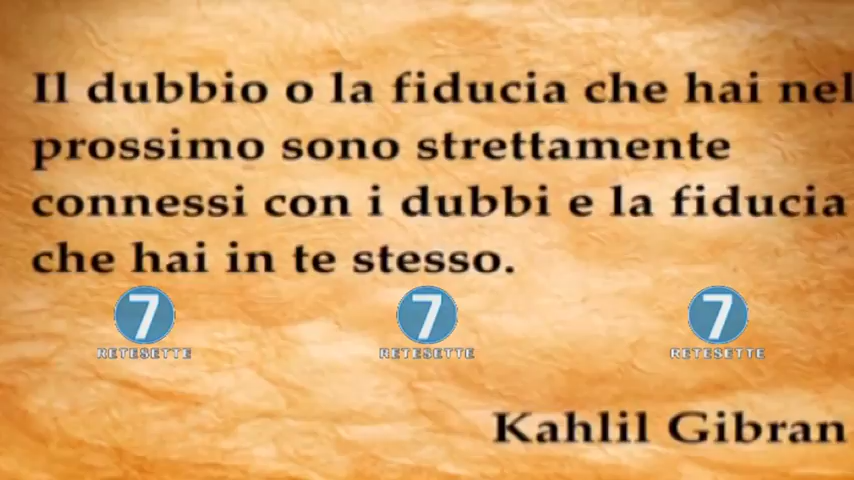 Il dubbio o la fiducia che hai nel
prossimo sono strettamente
connessi con i dubbi e la fiducia
che hai in te stesso.
7 7 7
RETESETTE RETESETTE RETESETTE
Kahlil Gibran